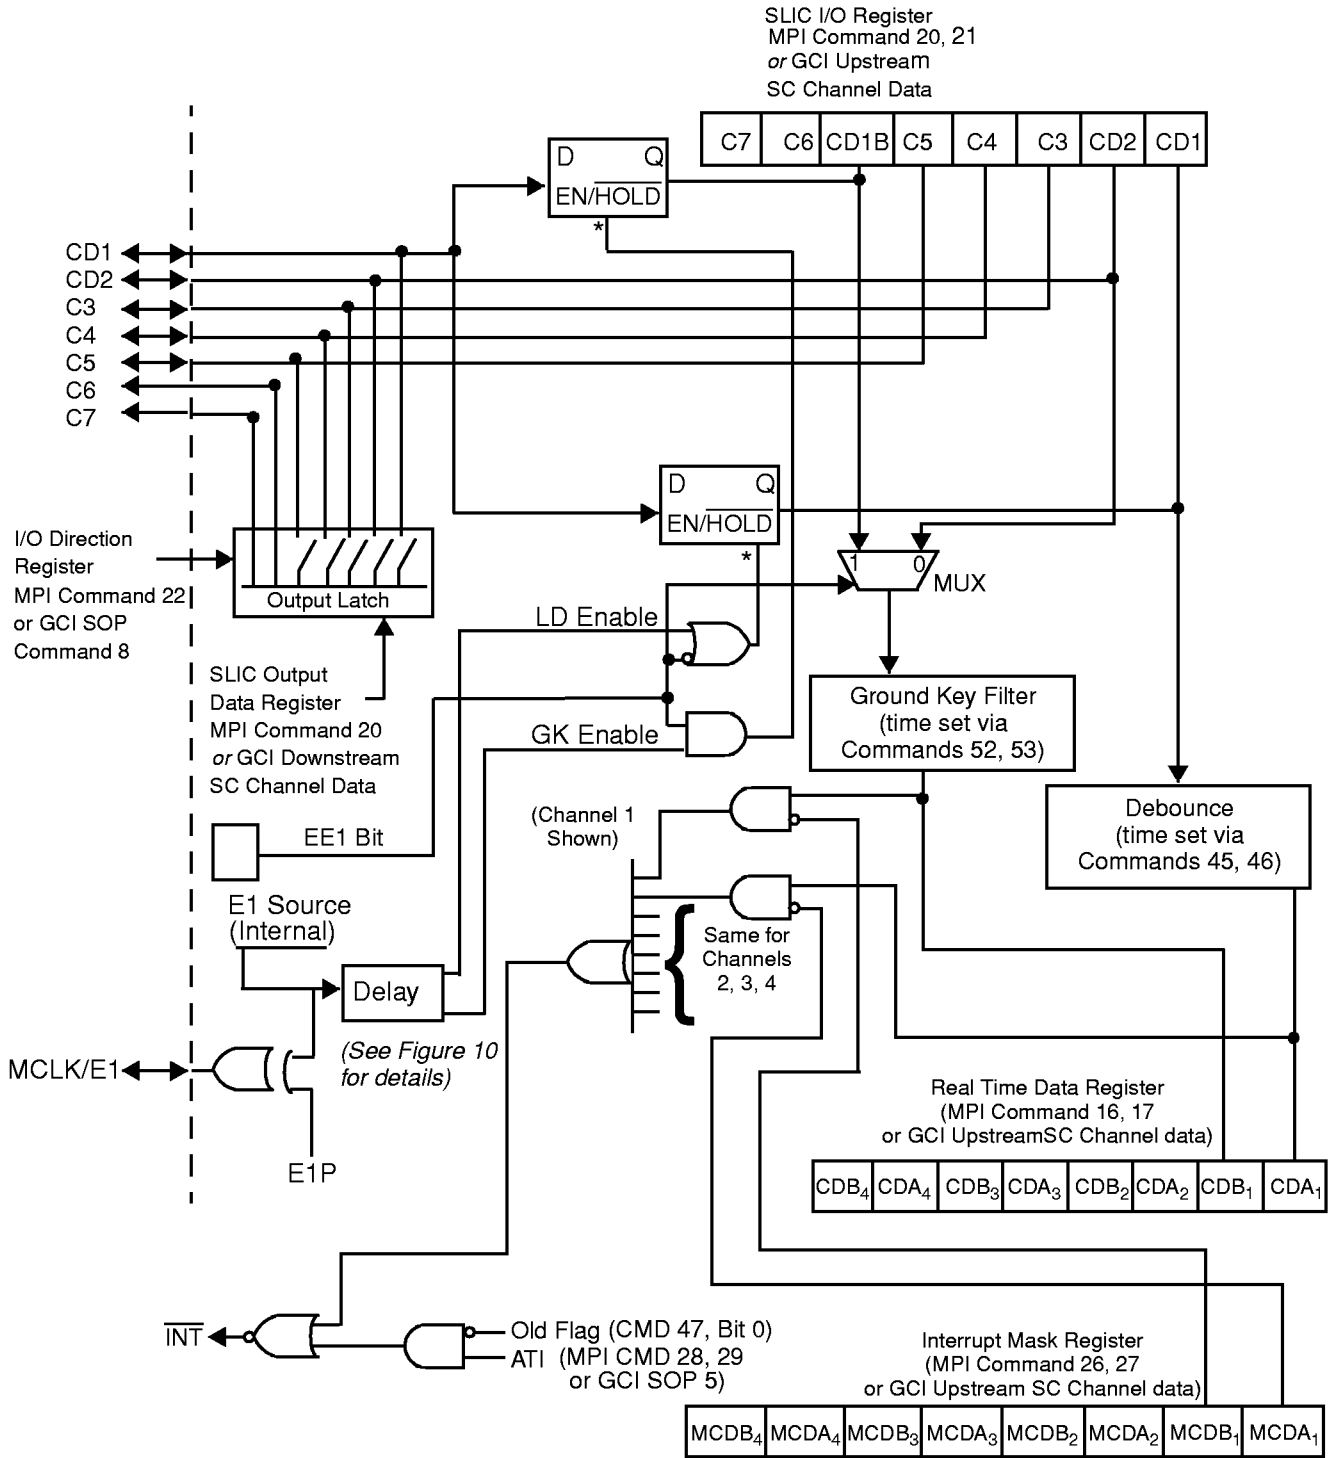 SLIC I/O Register
MPI Command 20, 21
or GCI Upstream
SC Channel Data
C7 C6 CD1B C5 C4 C3 CD2 CD1
D Q
EN/HOLD
*
CD1
CD2
C3
C4
C5
C6
C7
D Q
EN/HOLD
*
I/O Direction
Register
MPI Command 22
or GCI SOP
Command 8
Output Latch
1 0
MUX
LD Enable
SLIC Output
Data Register
MPI Command 20
or GCI Downstream
SC Channel Data
GK Enable
Ground Key Filter
(time set via
Commands 52, 53)
(Channel 1
Shown)
Debounce
(time set via
Commands 45, 46)
EE1 Bit
E1 Source
(Internal)
Same for
Channels
2, 3, 4
Delay
(See Figure 10
for details)
MCLK/E1
E1P
Real Time Data Register
(MPI Command 16, 17
or GCI UpstreamSC Channel data)
CDB4 CDA4 CDB3 CDA3 CDB2 CDA2 CDB1 CDA1
INT
Old Flag (CMD 47, Bit 0)
ATI (MPI CMD 28, 29
or GCI SOP 5)
Interrupt Mask Register
(MPI Command 26, 27
or GCI Upstream SC Channel data)
MCDB4 MCDA4 MCDB3 MCDA3 MCDB2 MCDA2 MCDB1 MCDA1